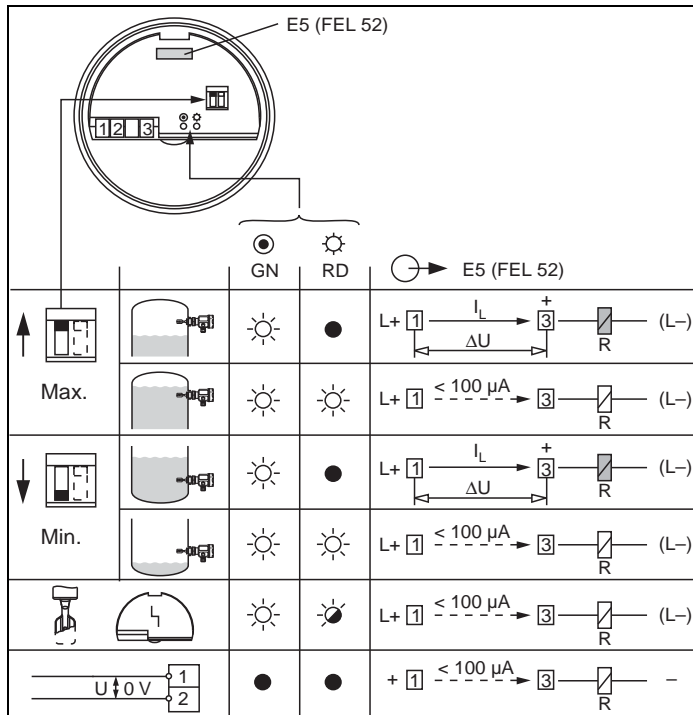 E5 (FEL 52)
1 2 3
GN RD E5 (FEL 52)
L+ 1 I_L + 3 (L–)
ΔU R
Max.
L+ 1 < 100 µA 3 (L–)
R
L+ 1 I_L + 3 (L–)
ΔU R
Min.
L+ 1 < 100 µA 3 (L–)
R
L+ 1 < 100 µA 3 (L–)
R
U 0 V 1
2
+ 1 < 100 µA 3 –
R